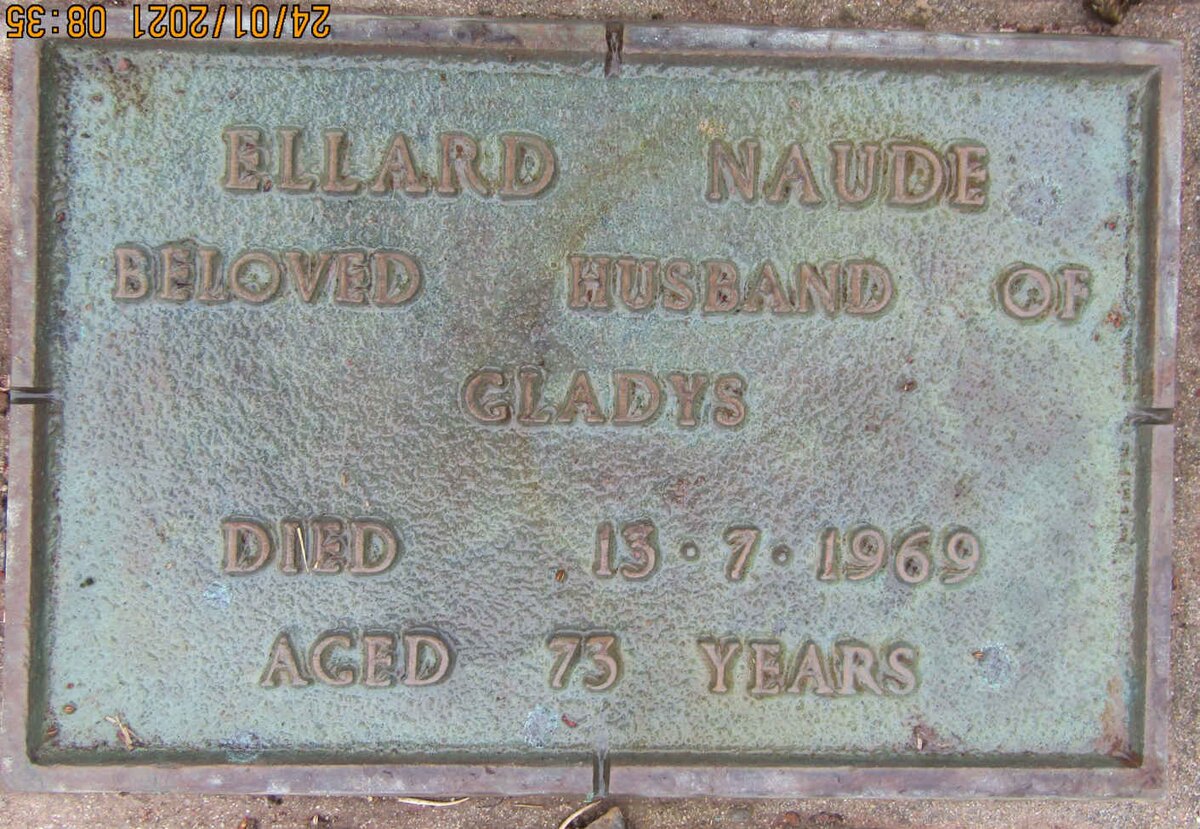 24/01/2021 08:35
ELLARD NAUDE
BELOVED HUSBAND OF
GLADYS
DIED 13·7·1969
AGED 73 YEARS